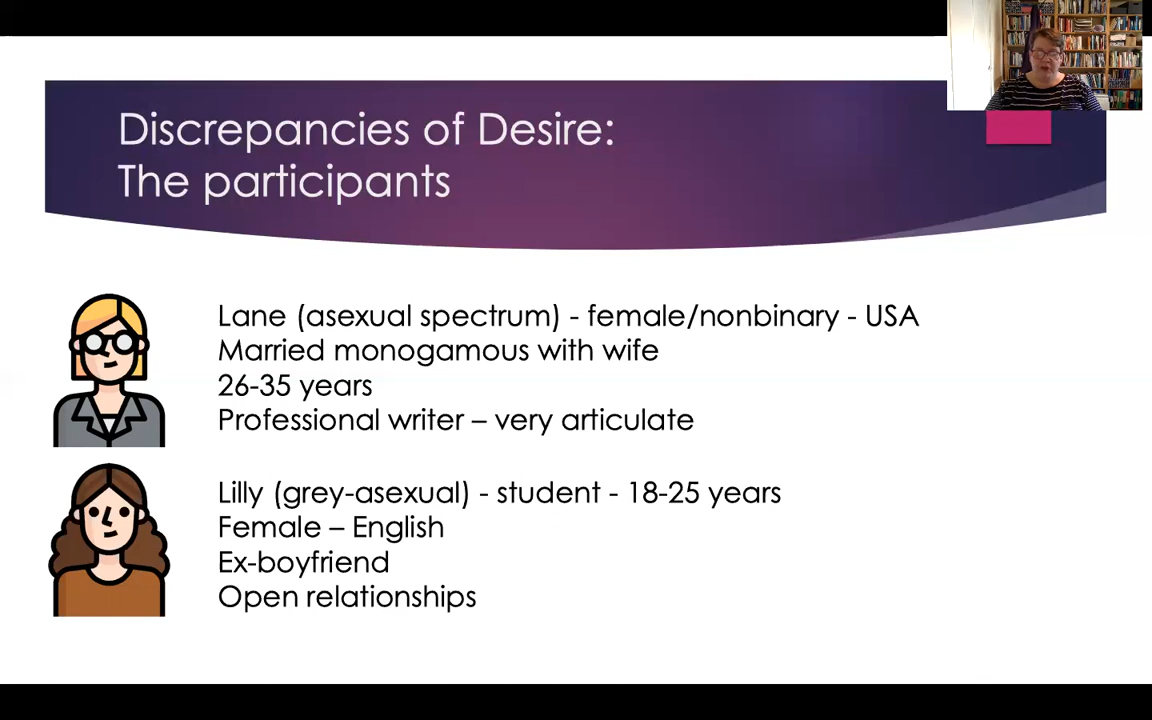 Discrepancies of Desire:
The participants
Lane (asexual spectrum) - female/nonbinary - USA
Married monogamous with wife
26-35 years
Professional writer – very articulate
Lilly (grey-asexual) - student - 18-25 years
Female – English
Ex-boyfriend
Open relationships